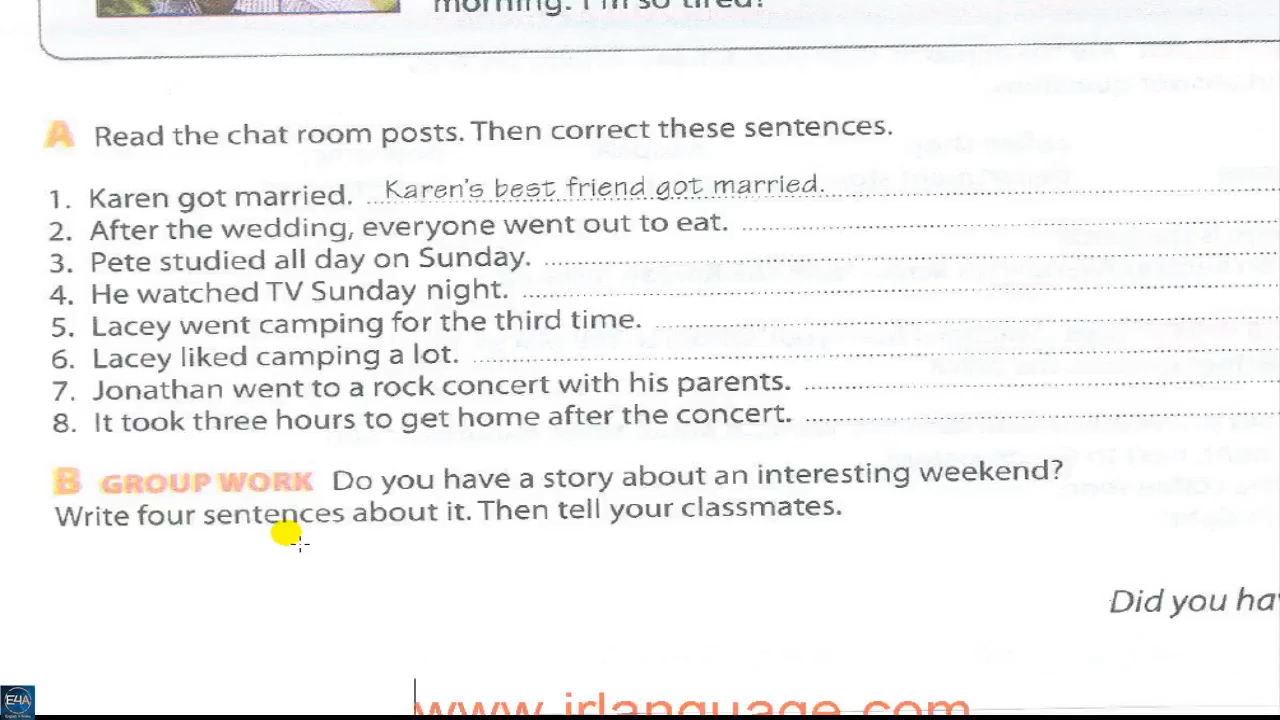 morning. I'm so tired!
A Read the chat room posts. Then correct these sentences.
1. Karen got married. Karen's best friend got married.
2. After the wedding, everyone went out to eat.
3. Pete studied all day on Sunday.
4. He watched TV Sunday night.
5. Lacey went camping for the third time.
6. Lacey liked camping a lot.
7. Jonathan went to a rock concert with his parents.
8. It took three hours to get home after the concert.
B GROUP WORK Do you have a story about an interesting weekend?
Write four sentences about it. Then tell your classmates.
Did you ha
www.irlanguage.com
E4A